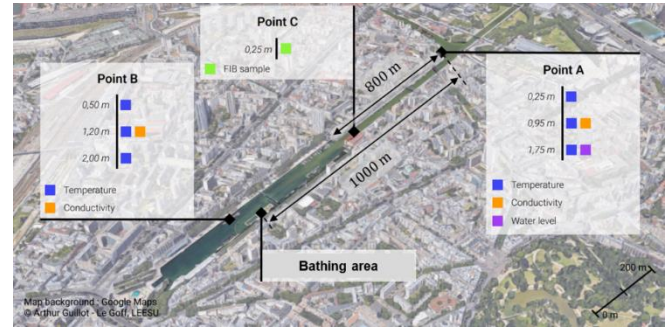 Point C
0,25 m
FIB sample
Point B
0,50 m
1,20 m
2,00 m
Temperature
Conductivity
Point A
0,25 m
0,95 m
1,75 m
Temperature
Conductivity
Water level
800 m
1000 m
Bathing area
200 m
0 m
Map background : Google Maps
© Arthur Guillot - Le Goff, LEESU